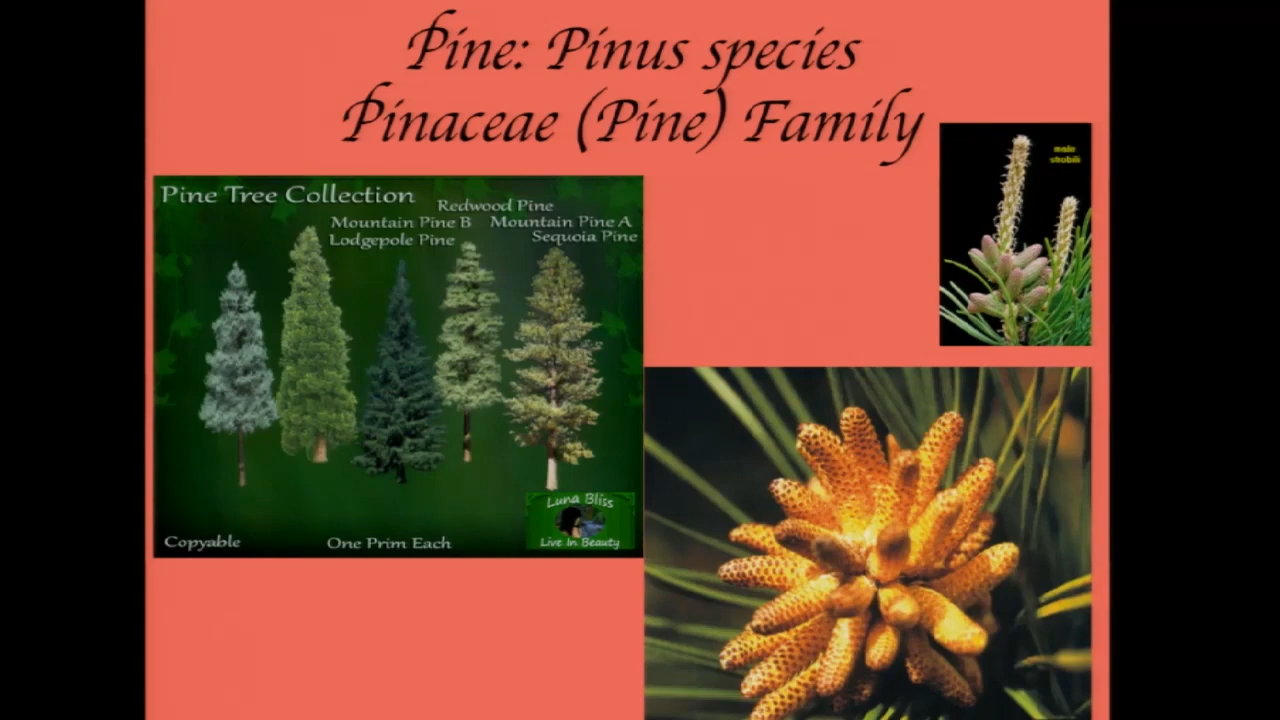 Pine: Pinus species
Pinaceae (Pine) Family
male
strobili
Pine Tree Collection
Redwood Pine
Mountain Pine B
Mountain Pine A
Lodgepole Pine
Sequoia Pine
Luna Bliss
Live In Beauty
Copyable
One Prim Each